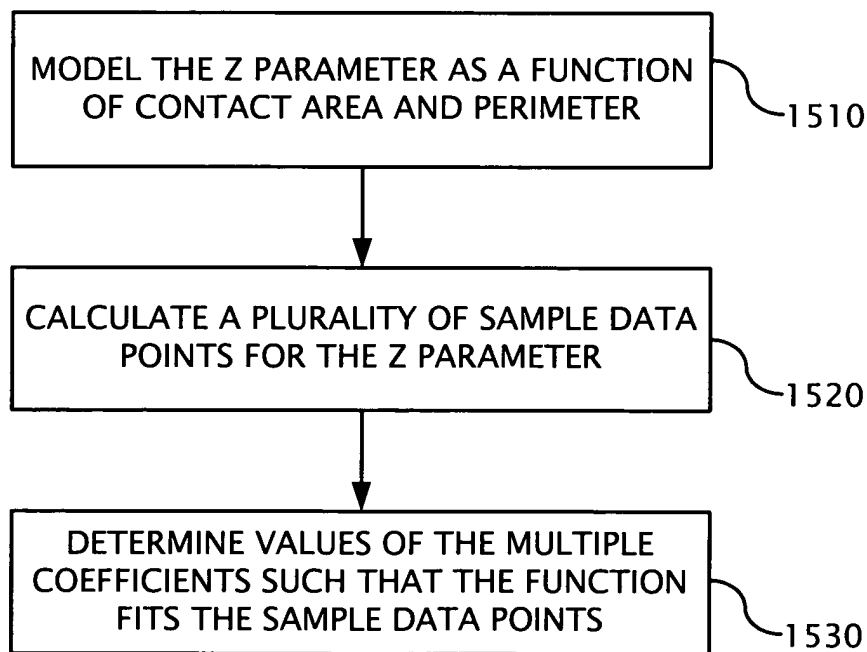 MODEL THE Z PARAMETER AS A FUNCTION
OF CONTACT AREA AND PERIMETER
1510
CALCULATE A PLURALITY OF SAMPLE DATA
POINTS FOR THE Z PARAMETER
1520
DETERMINE VALUES OF THE MULTIPLE
COEFFICIENTS SUCH THAT THE FUNCTION
FITS THE SAMPLE DATA POINTS
1530